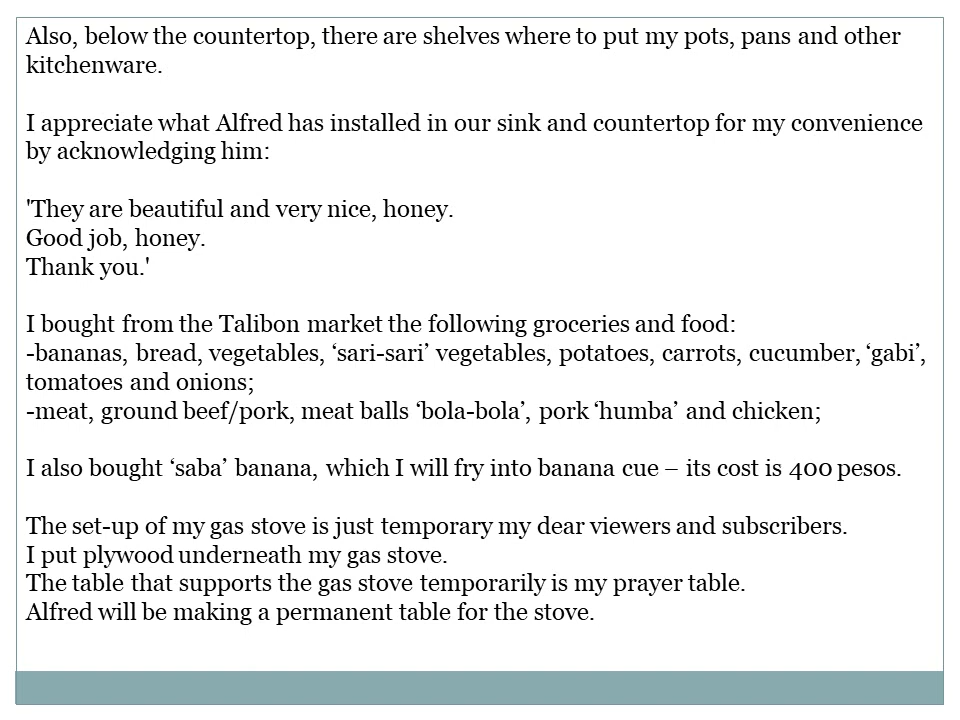 Also, below the countertop, there are shelves where to put my pots, pans and other
kitchenware.
I appreciate what Alfred has installed in our sink and countertop for my convenience
by acknowledging him:
'They are beautiful and very nice, honey.
Good job, honey.
Thank you.'
I bought from the Talibon market the following groceries and food:
-bananas, bread, vegetables, ‘sari-sari’ vegetables, potatoes, carrots, cucumber, ‘gabi’,
tomatoes and onions;
-meat, ground beef/pork, meat balls ‘bola-bola’, pork ‘humba’ and chicken;
I also bought ‘saba’ banana, which I will fry into banana cue – its cost is 400 pesos.
The set-up of my gas stove is just temporary my dear viewers and subscribers.
I put plywood underneath my gas stove.
The table that supports the gas stove temporarily is my prayer table.
Alfred will be making a permanent table for the stove.